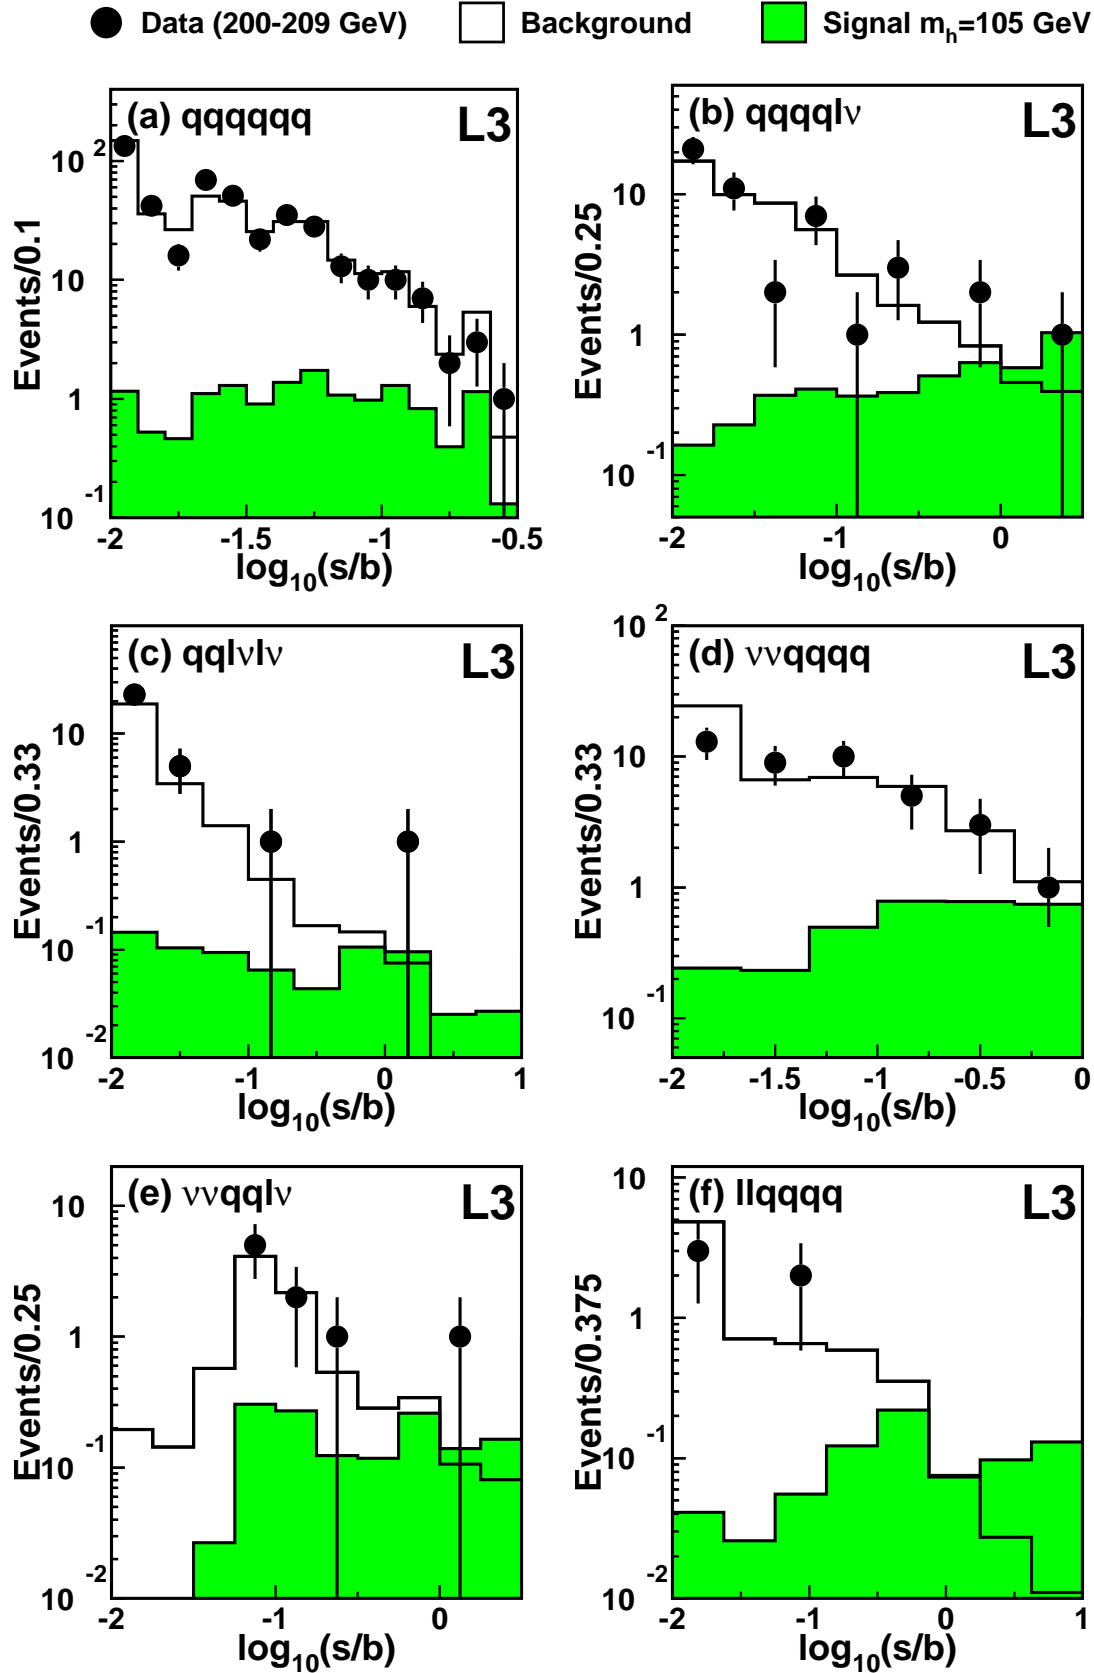 Data (200-209 GeV) Background Signal m_h=105 GeV
(a) qqqqqq L3
10^2
10
1
10^-1
Events/0.1
-2 -1.5 -1 -0.5
log_10(s/b)
(b) qqqqlν L3
10
1
10^-1
Events/0.25
-2 -1 0
log_10(s/b)
(c) qqlνlν L3
10
1
10^-1
10^-2
Events/0.33
-2 -1 0 1
log_10(s/b)
(d) ννqqqq L3
10^2
10
1
10^-1
Events/0.33
-2 -1.5 -1 -0.5 0
log_10(s/b)
(e) ννqqlν L3
10
1
10^-1
10^-2
Events/0.25
-2 -1 0
log_10(s/b)
(f) llqqqq L3
10
1
10^-1
10^-2
Events/0.375
-2 -1 0 1
log_10(s/b)